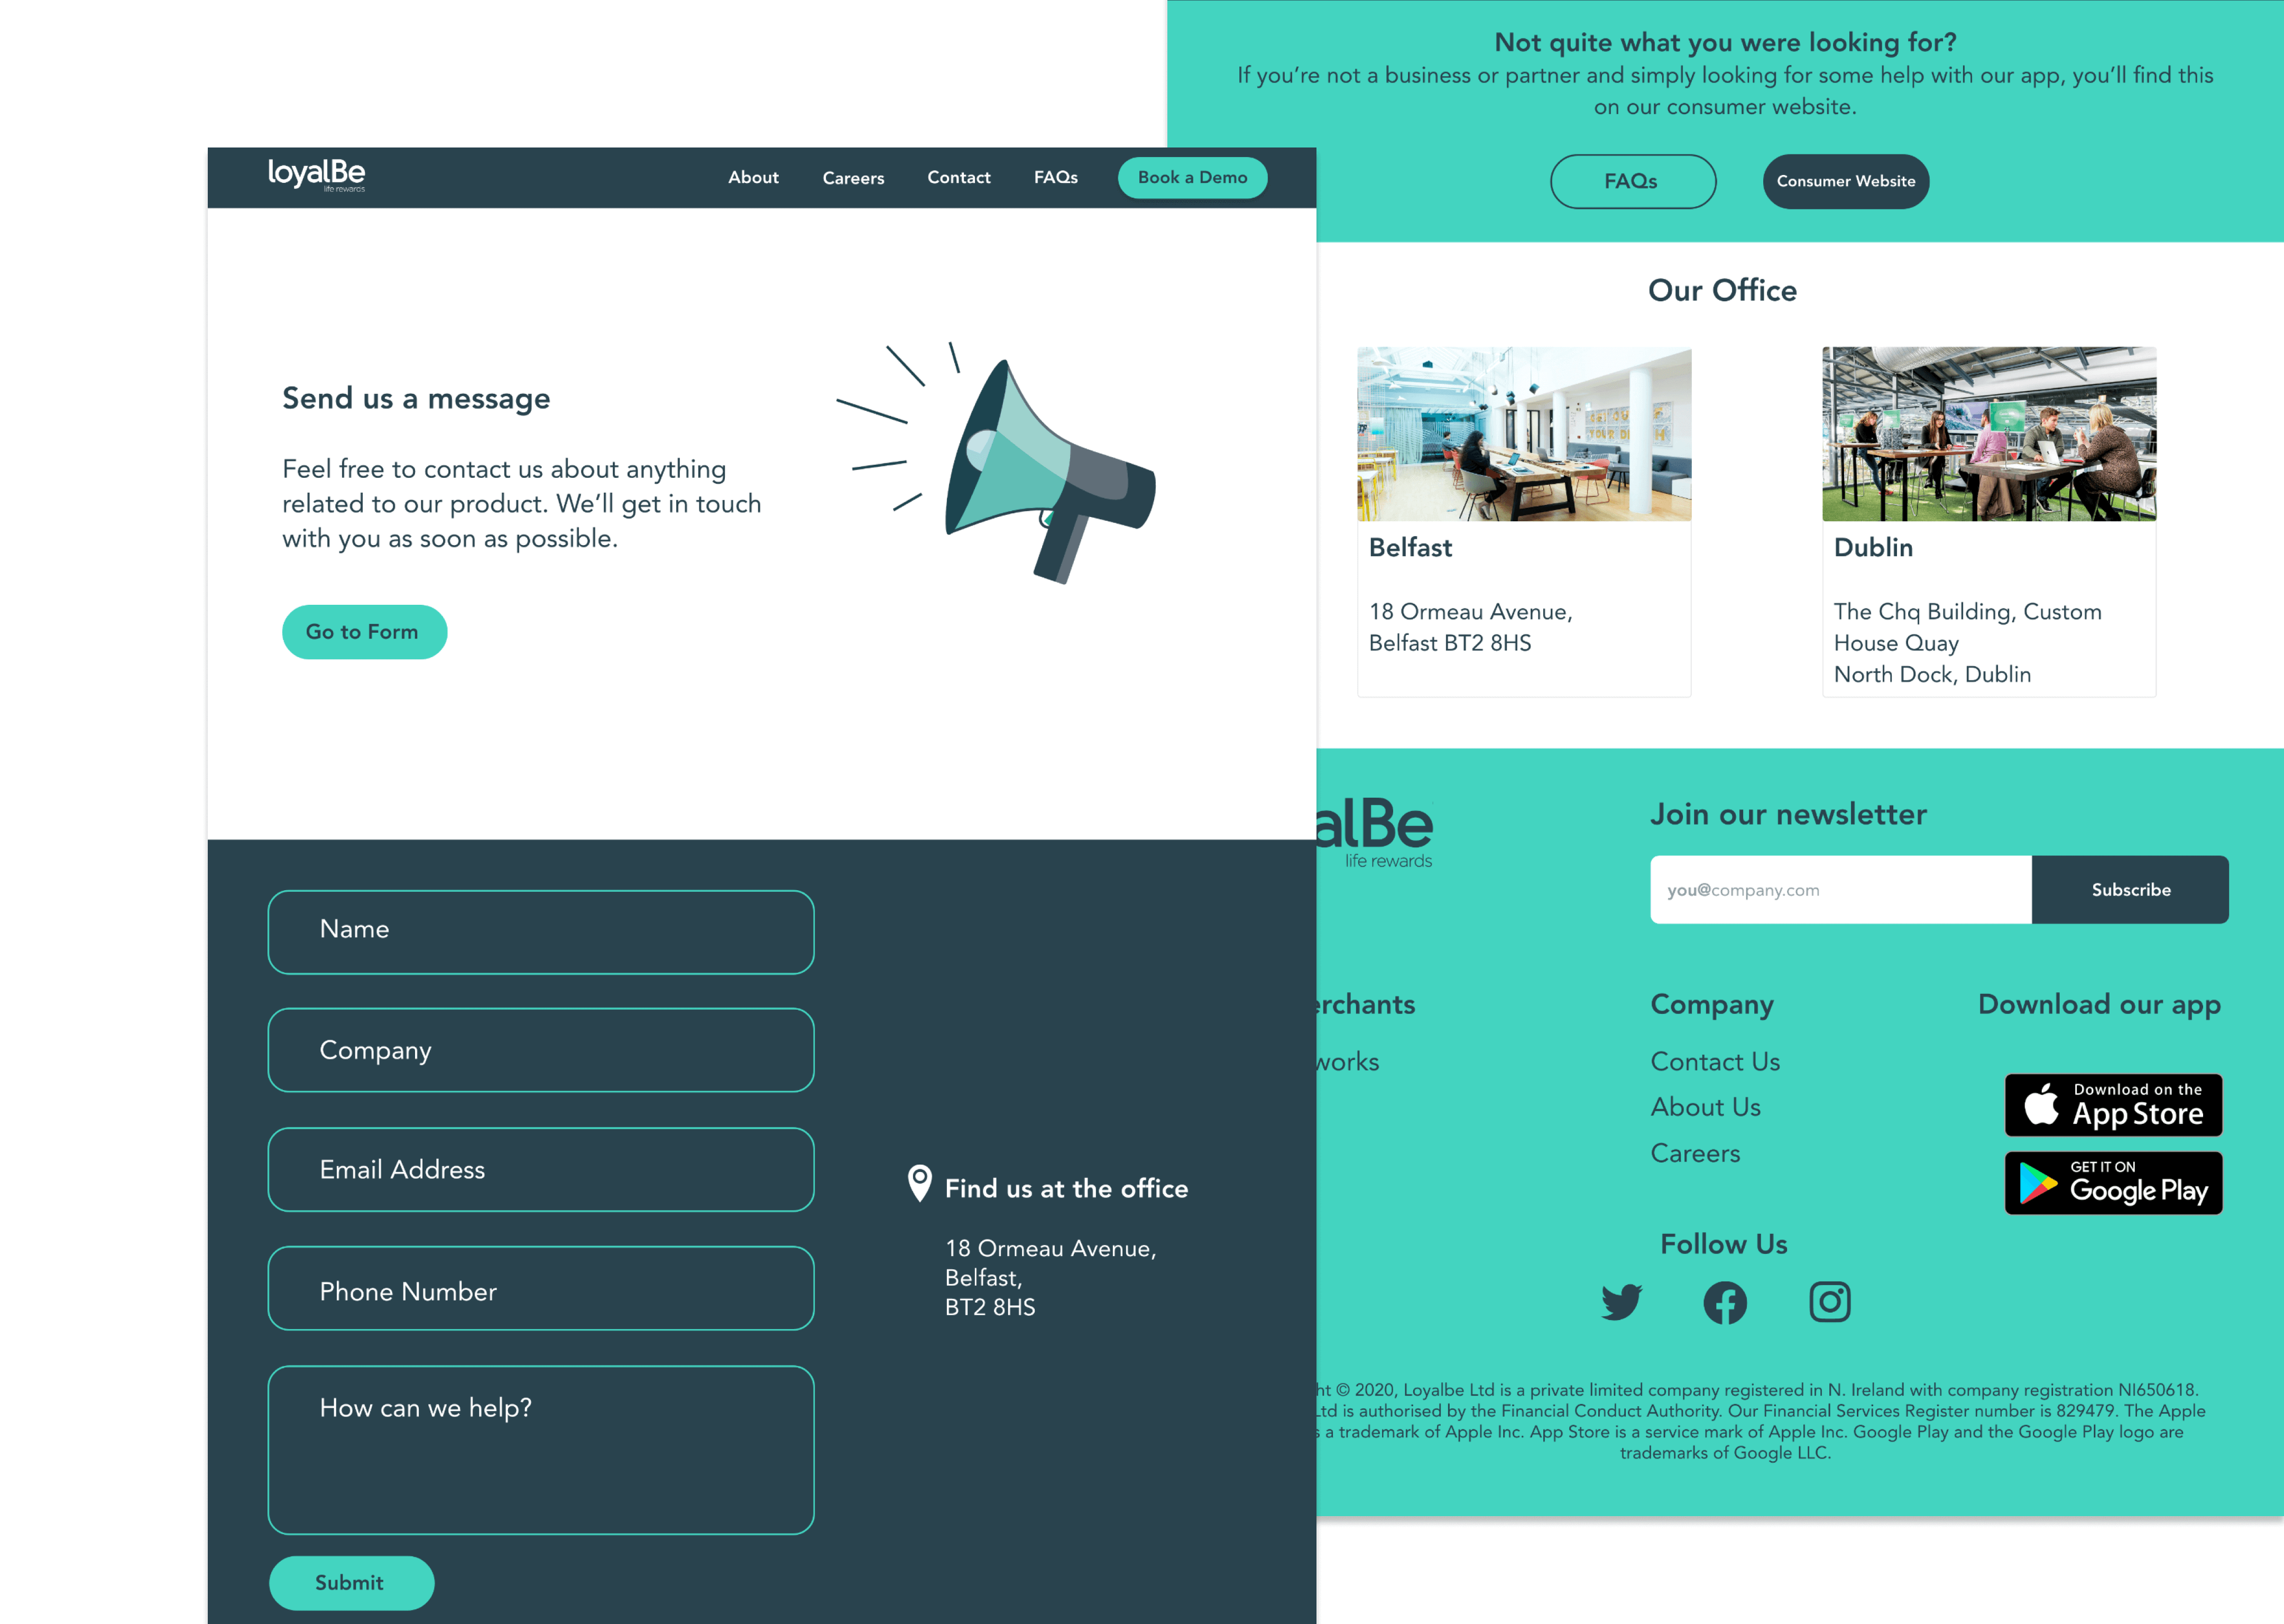 loyalBe
life rewards
About
Careers
Contact
FAQs
Book a Demo
Send us a message
Feel free to contact us about anything
related to our product. We’ll get in touch
with you as soon as possible.
Go to Form
Name
Company
Email Address
Phone Number
How can we help?
Submit
Find us at the office
18 Ormeau Avenue,
Belfast,
BT2 8HS
Not quite what you were looking for?
If you’re not a business or partner and simply looking for some help with our app, you’ll find this
on our consumer website.
FAQs
Consumer Website
Our Office
Belfast
18 Ormeau Avenue,
Belfast BT2 8HS
Dublin
The Chq Building, Custom
House Quay
North Dock, Dublin
alBe
life rewards
Join our newsletter
you@company.com
Subscribe
erchants
works
Company
Contact Us
About Us
Careers
Download our app
Download on the
App Store
GET IT ON
Google Play
Follow Us
ht © 2020, Loyalbe Ltd is a private limited company registered in N. Ireland with company registration NI650618.
Ltd is authorised by the Financial Conduct Authority. Our Financial Services Register number is 829479. The Apple
s a trademark of Apple Inc. App Store is a service mark of Apple Inc. Google Play and the Google Play logo are
trademarks of Google LLC.